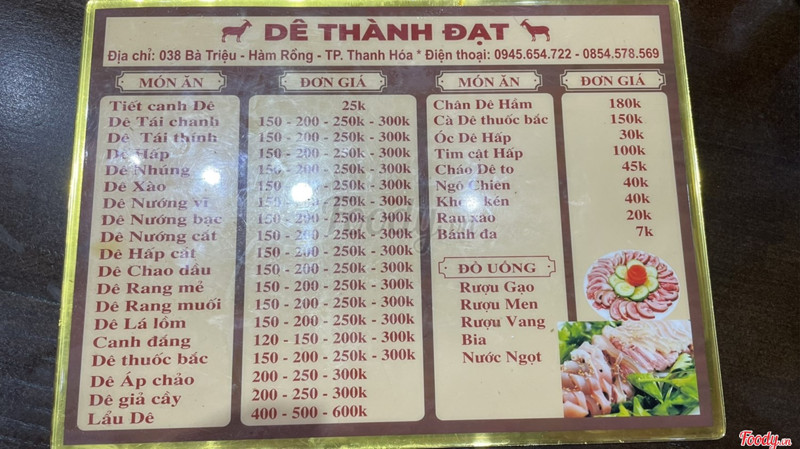 DÊ THÀNH ĐẠT
Địa chỉ: 038 Bà Triệu - Hàm Rồng - TP. Thanh Hóa * Điện thoại: 0945.654.722 - 0854.578.569
MÓN ĂN ĐƠN GIÁ
Tiết canh Dê 25k
Dê Tái chanh 150 - 200 - 250k - 300k
Dê Tái thính 150 - 200 - 250k - 300k
Dê Hấp 150 - 200 - 250k - 300k
Dê Nhúng 150 - 200 - 250k - 300k
Dê Xào 150 - 200 - 250k - 300k
Dê Nướng vỉ 150 - 200 - 250k - 300k
Dê Nướng bạc 150 - 200 - 250k - 300k
Dê Nướng cắt 150 - 200 - 250k - 300k
Dê Hấp cắt 150 - 200 - 250k - 300k
Dê Chao dầu 150 - 200 - 250k - 300k
Dê Rang mẻ 150 - 200 - 250k - 300k
Dê Rang muối 150 - 200 - 250k - 300k
Dê Lá lồm 150 - 200 - 250k - 300k
Canh đắng 120 - 150 - 200k - 300k
Dê thuốc bắc 150 - 200 - 250k - 300k
Dê Áp chảo 200 - 250 - 300k
Dê giả cầy 200 - 250 - 300k
Lẩu Dê 400 - 500 - 600k
MÓN ĂN ĐƠN GIÁ
Chân Dê Hầm 180k
Cà Dê thuốc bắc 150k
Óc Dê Hấp 30k
Tim cật Hấp 100k
Cháo Dê to 45k
Ngô Chiên 40k
Khoai kén 40k
Rau xào 20k
Bánh đa 7k
ĐỒ UỐNG
Rượu Gạo
Rượu Men
Rượu Vang
Bia
Nước Ngọt
Foody.vn